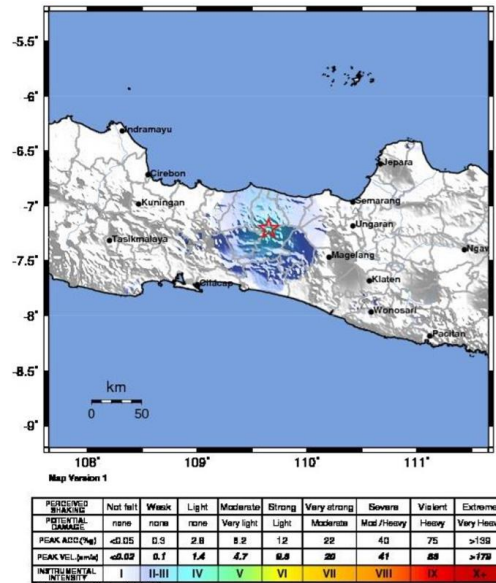 -5.5°
-6°
-6.5°
-7°
-7.5°
-8°
-8.5°
-9°
Indramayu
Jepara
Cirebon
Semarang
Kuningan
Ungaran
Tasikmalaya
Magelang
Ngaw
Klaten
Cilacap
Wonosari
Pacitan
km
0 50
108° 109° 110° 111°
Map Version 1
PERCEIVED SHAKING Not felt Weak Light Moderate Strong Very strong Severe Violent Extreme
POTENTIAL DAMAGE none none none Very light Light Moderate Mod./Heavy Heavy Very Heav
PEAK ACC.(%g) <0.05 0.3 2.8 6.2 12 22 40 75 >139
PEAK VEL.(cm/s) <0.02 0.1 1.4 4.7 9.6 20 41 86 >178
INSTRUMENTAL INTENSITY I II-III IV V VI VII VIII IX X+